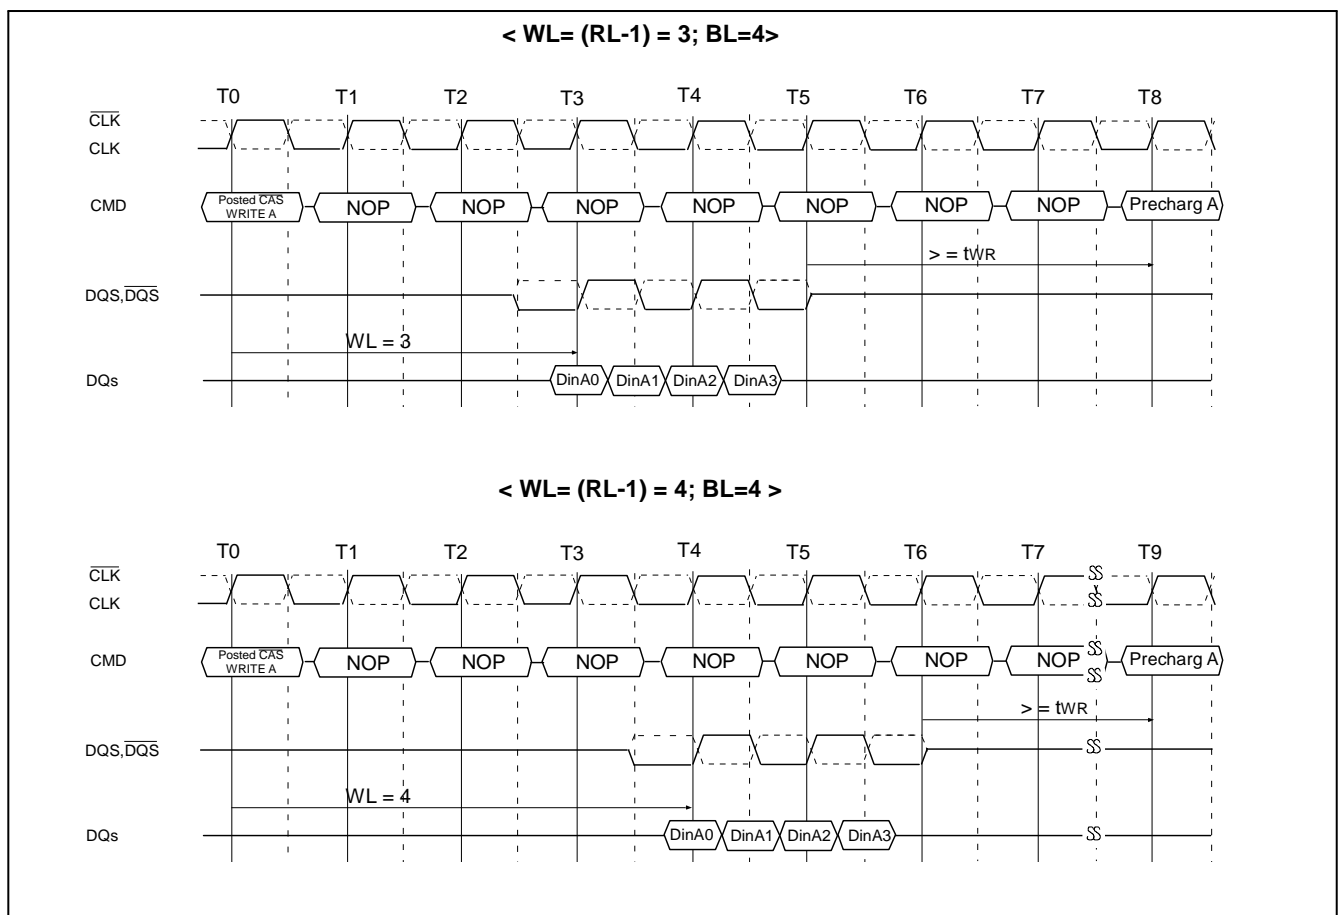 < WL= (RL-1) = 3; BL=4>
T0 T1 T2 T3 T4 T5 T6 T7 T8
CLK
CLK
CMD Posted CAS WRITE A NOP NOP NOP NOP NOP NOP NOP Precharg A
> = tWR
DQS,DQS
WL = 3
DQs DinA0 DinA1 DinA2 DinA3
< WL= (RL-1) = 4; BL=4 >
T0 T1 T2 T3 T4 T5 T6 T7 T9
CLK
CLK
CMD Posted CAS WRITE A NOP NOP NOP NOP NOP NOP NOP Precharg A
> = tWR
DQS,DQS
WL = 4
DQs DinA0 DinA1 DinA2 DinA3